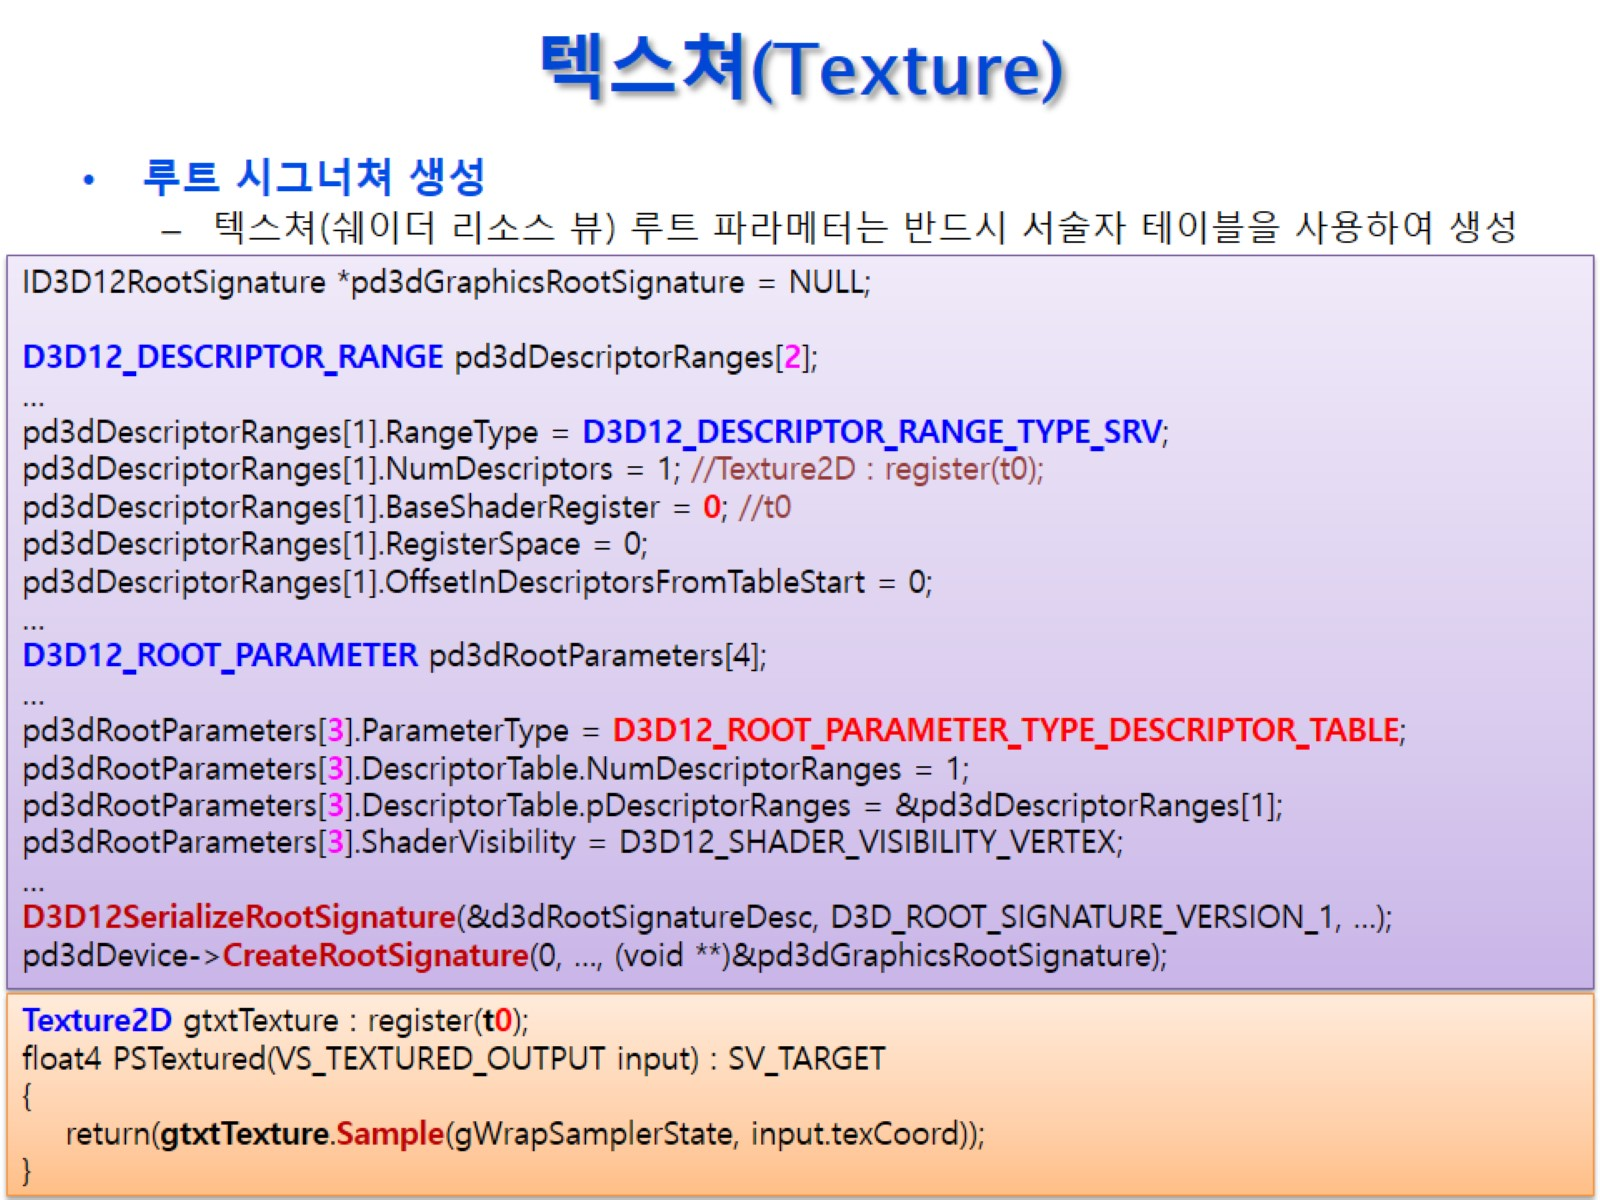 텍스쳐(Texture)
• 루트 시그너쳐 생성
– 텍스쳐(쉐이더 리소스 뷰) 루트 파라메터는 반드시 서술자 테이블을 사용하여 생성
ID3D12RootSignature *pd3dGraphicsRootSignature = NULL;
D3D12_DESCRIPTOR_RANGE pd3dDescriptorRanges[2];
...
pd3dDescriptorRanges[1].RangeType = D3D12_DESCRIPTOR_RANGE_TYPE_SRV;
pd3dDescriptorRanges[1].NumDescriptors = 1; //Texture2D : register(t0);
pd3dDescriptorRanges[1].BaseShaderRegister = 0; //t0
pd3dDescriptorRanges[1].RegisterSpace = 0;
pd3dDescriptorRanges[1].OffsetInDescriptorsFromTableStart = 0;
...
D3D12_ROOT_PARAMETER pd3dRootParameters[4];
...
pd3dRootParameters[3].ParameterType = D3D12_ROOT_PARAMETER_TYPE_DESCRIPTOR_TABLE;
pd3dRootParameters[3].DescriptorTable.NumDescriptorRanges = 1;
pd3dRootParameters[3].DescriptorTable.pDescriptorRanges = &pd3dDescriptorRanges[1];
pd3dRootParameters[3].ShaderVisibility = D3D12_SHADER_VISIBILITY_VERTEX;
...
D3D12SerializeRootSignature(&d3dRootSignatureDesc, D3D_ROOT_SIGNATURE_VERSION_1, ...);
pd3dDevice->CreateRootSignature(0, ..., (void **)&pd3dGraphicsRootSignature);
Texture2D gtxtTexture : register(t0);
float4 PSTextured(VS_TEXTURED_OUTPUT input) : SV_TARGET
{
return(gtxtTexture.Sample(gWrapSamplerState, input.texCoord));
}